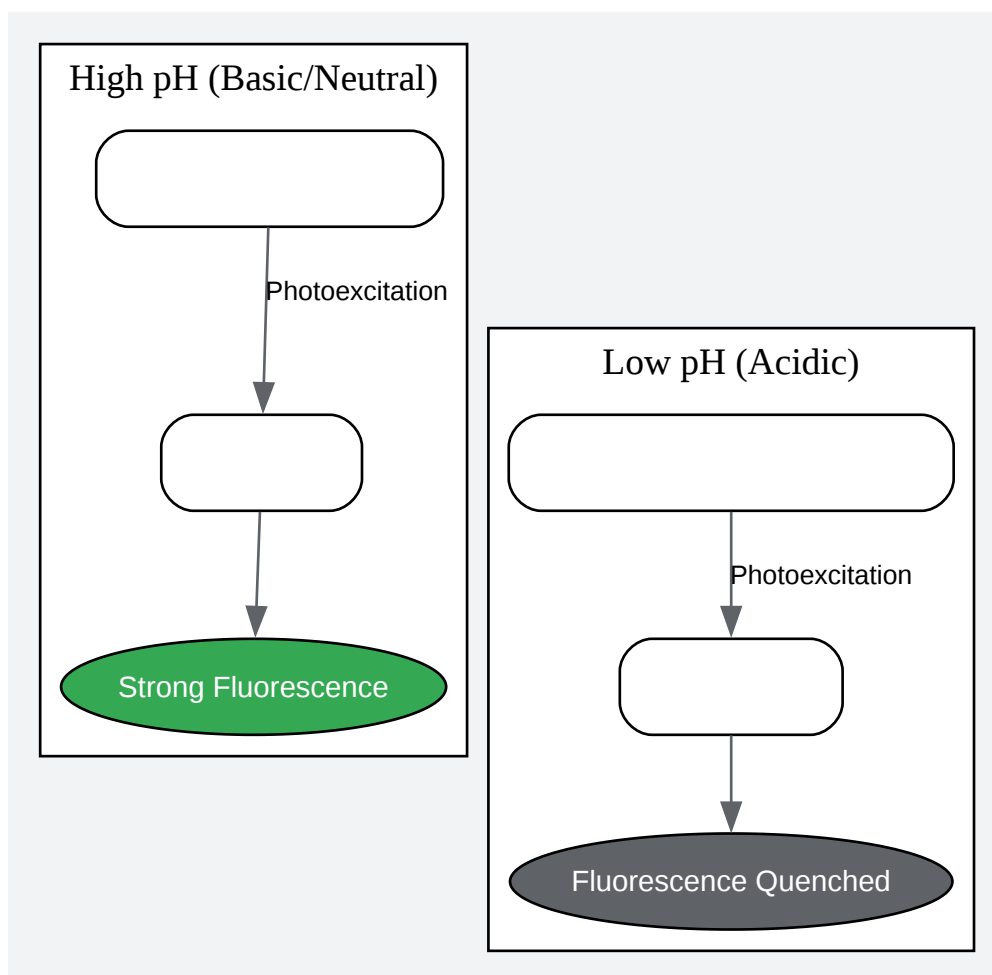 High pH (Basic/Neutral)
Photoexcitation
Strong Fluorescence
Low pH (Acidic)
Photoexcitation
Fluorescence Quenched